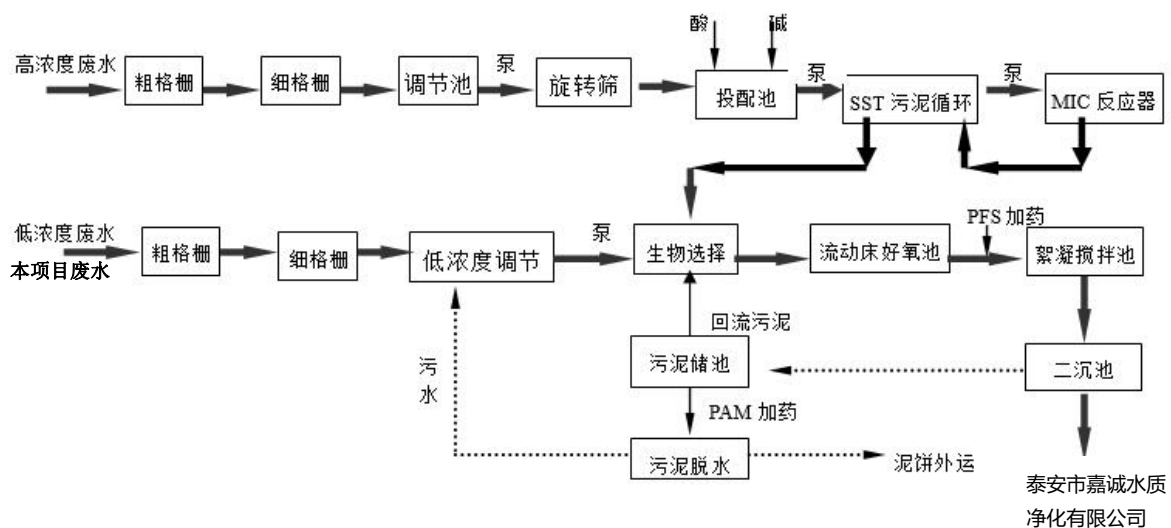 酸
碱
高浓度废水
粗格栅
细格栅
调节池
泵
旋转筛
投配池
泵
SST 污泥循环
泵
MIC 反应器
低浓度废水
本项目废水
粗格栅
细格栅
低浓度调节
泵
生物选择
流动床好氧池
PFS 加药
絮凝搅拌池
回流污泥
污泥储池
二沉池
污
水
PAM 加药
污泥脱水
泥饼外运
泰安市嘉诚水质
净化有限公司